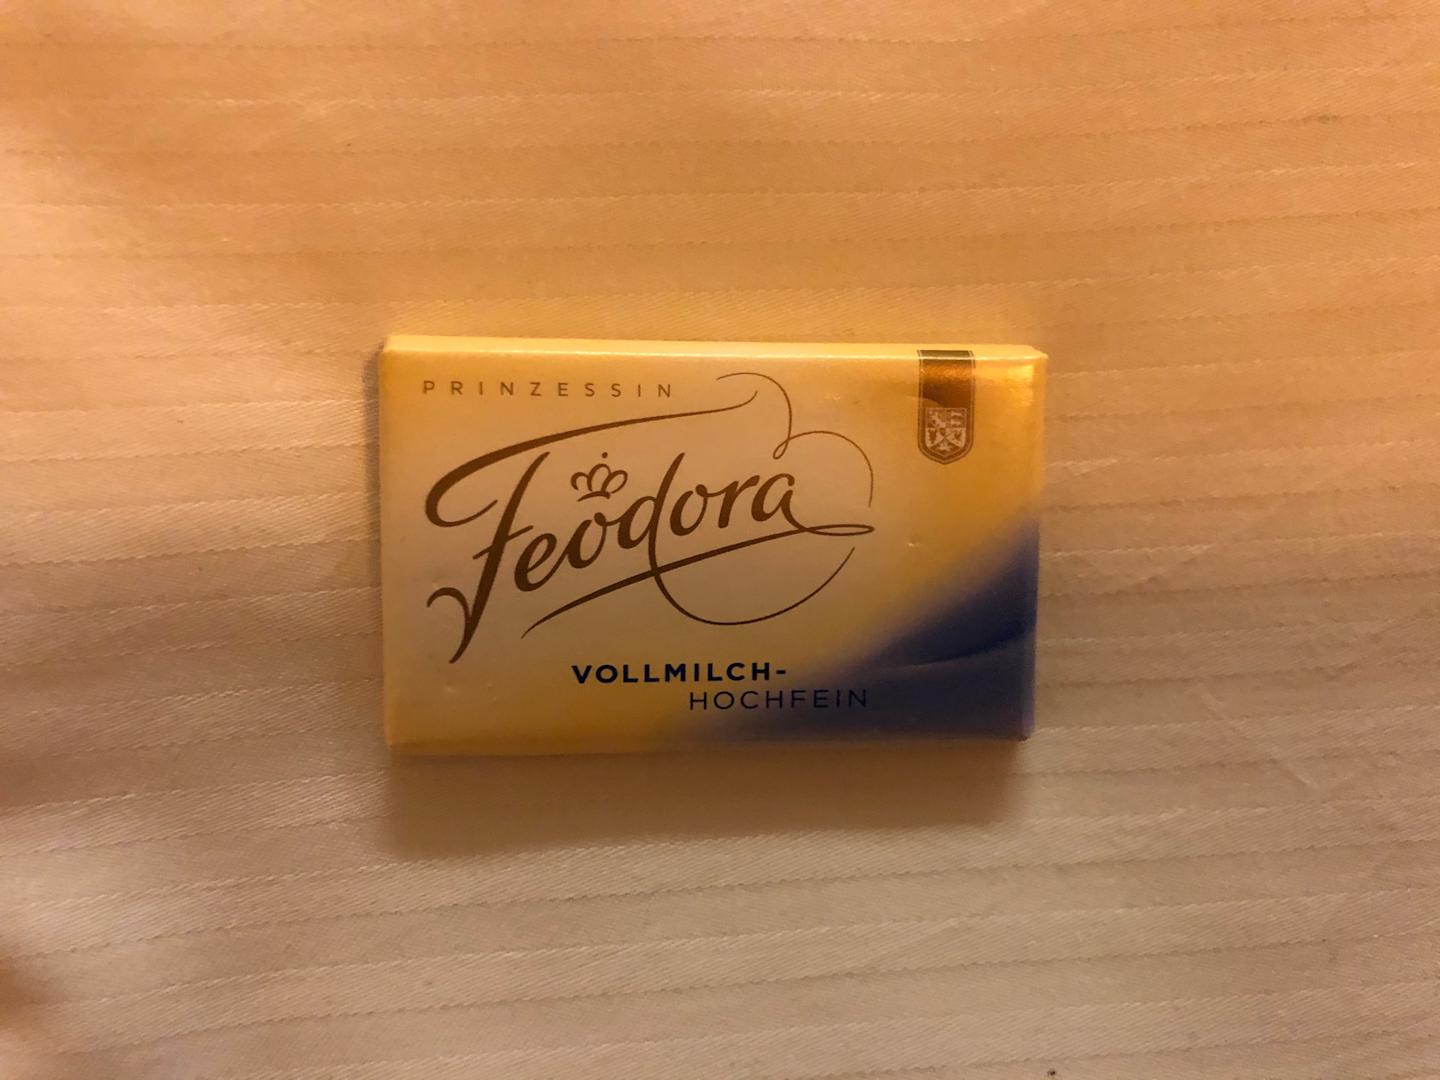 PRINZESSIN
Feodora
VOLLMILCH-
HOCHFEIN